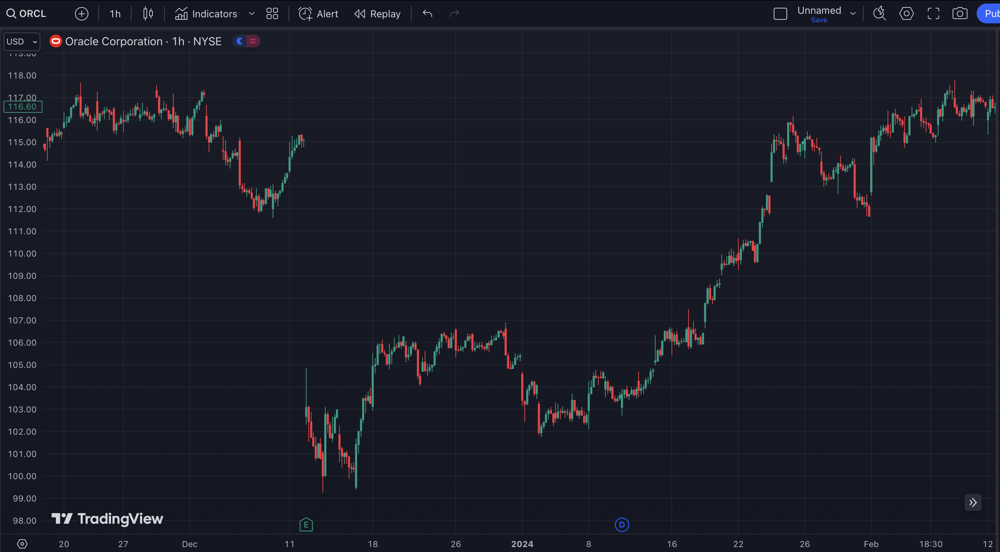 ORCL
1h
Indicators
Alert
Replay
Unnamed
Save
Pub
USD
Oracle Corporation · 1h · NYSE
119.00
118.00
117.00
116.60
116.00
115.00
114.00
113.00
112.00
111.00
110.00
109.00
108.00
107.00
106.00
105.00
104.00
103.00
102.00
101.00
100.00
99.00
98.00
TradingView
E
D
20 27 Dec 11 18 26 2024 8 16 22 26 Feb 18:30 12